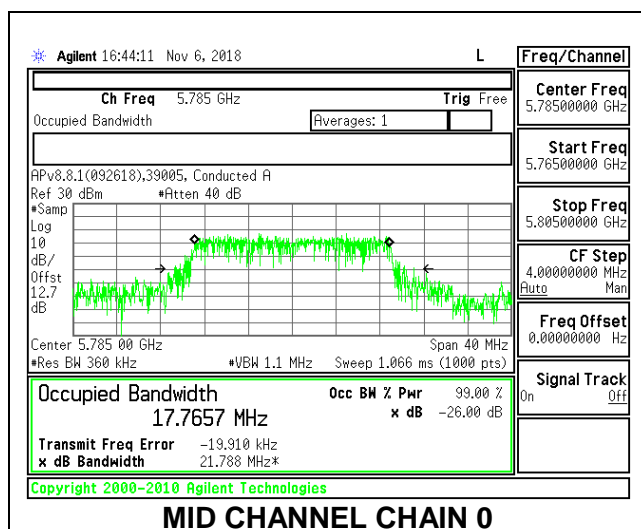 Agilent 16:44:11 Nov 6, 2018 L
Freq/Channel
Ch Freq 5.785 GHz Trig Free
Occupied Bandwidth Averages: 1
APv8.8.1(092618),39005, Conducted A
Ref 30 dBm #Atten 40 dB
#Samp
Log
10
dB/
Offst
12.7
dB
Center 5.785 00 GHz Span 40 MHz
#Res BW 360 kHz #VBW 1.1 MHz Sweep 1.066 ms (1000 pts)
Occupied Bandwidth Occ BW % Pwr 99.00 %
17.7657 MHz x dB -26.00 dB
Transmit Freq Error -19.910 kHz
x dB Bandwidth 21.788 MHz*
Copyright 2000-2010 Agilent Technologies
Center Freq
5.78500000 GHz
Start Freq
5.76500000 GHz
Stop Freq
5.80500000 GHz
CF Step
4.00000000 MHz
Auto Man
Freq Offset
0.00000000 Hz
Signal Track
On Off
MID CHANNEL CHAIN 0